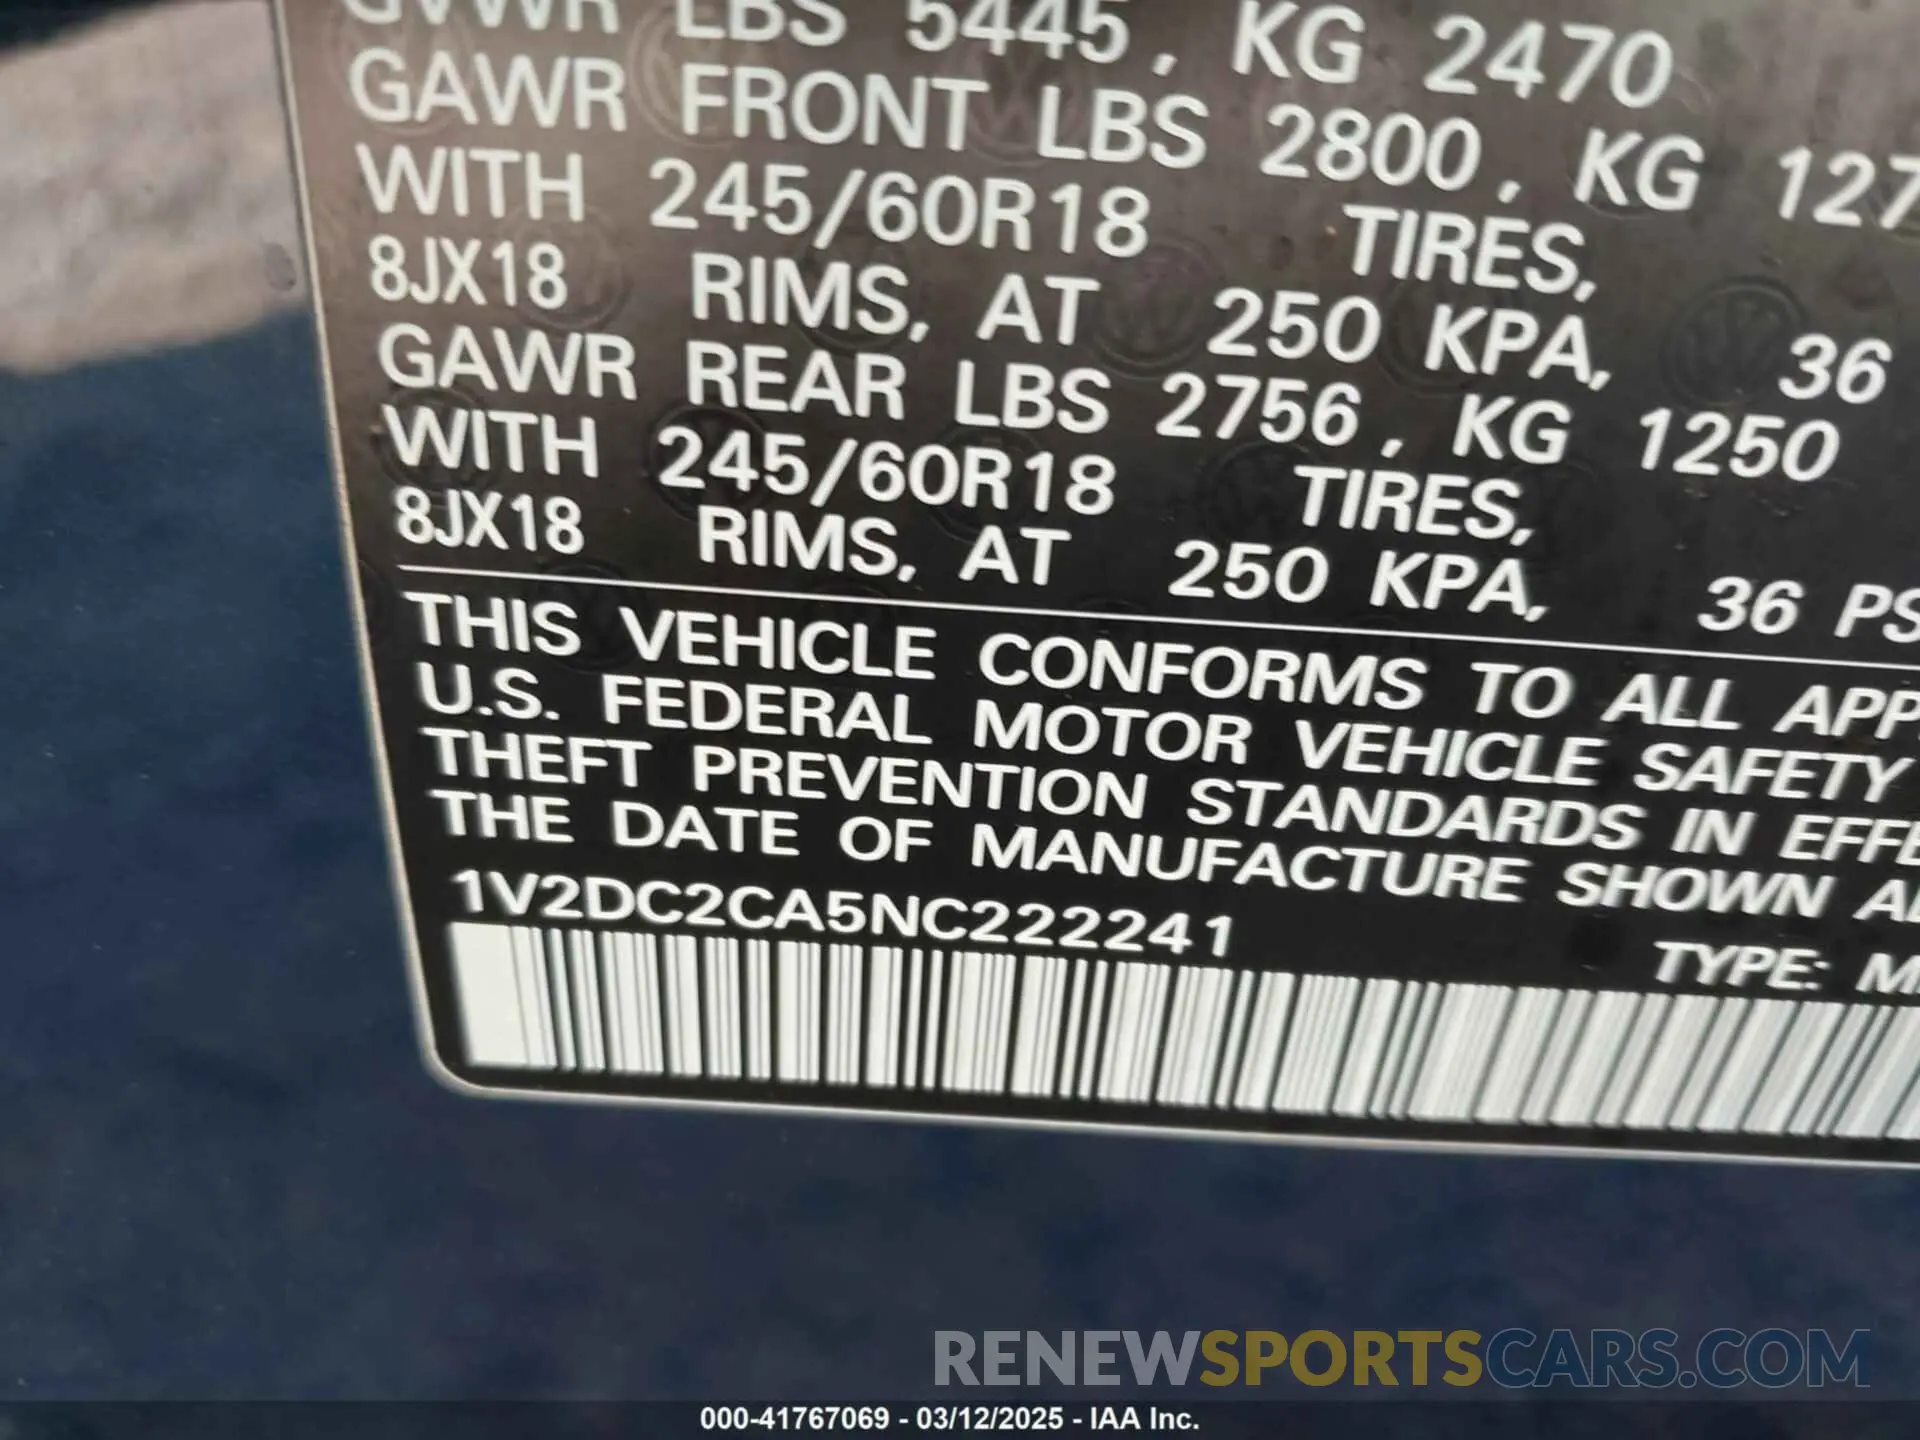 GVWR LBS 5445, KG 2470
GAWR FRONT LBS 2800, KG 127
WITH 245/60R18 TIRES,
8JX18 RIMS, AT 250 KPA, 36
GAWR REAR LBS 2756, KG 1250
WITH 245/60R18 TIRES,
8JX18 RIMS, AT 250 KPA, 36 PS
THIS VEHICLE CONFORMS TO ALL APP
U.S. FEDERAL MOTOR VEHICLE SAFETY
THEFT PREVENTION STANDARDS IN EFFE
THE DATE OF MANUFACTURE SHOWN A
1V2DC2CA5NC222241
TYPE: M
RENEWSPORTSCARS.COM
000-41767069 - 03/12/2025 - IAA Inc.